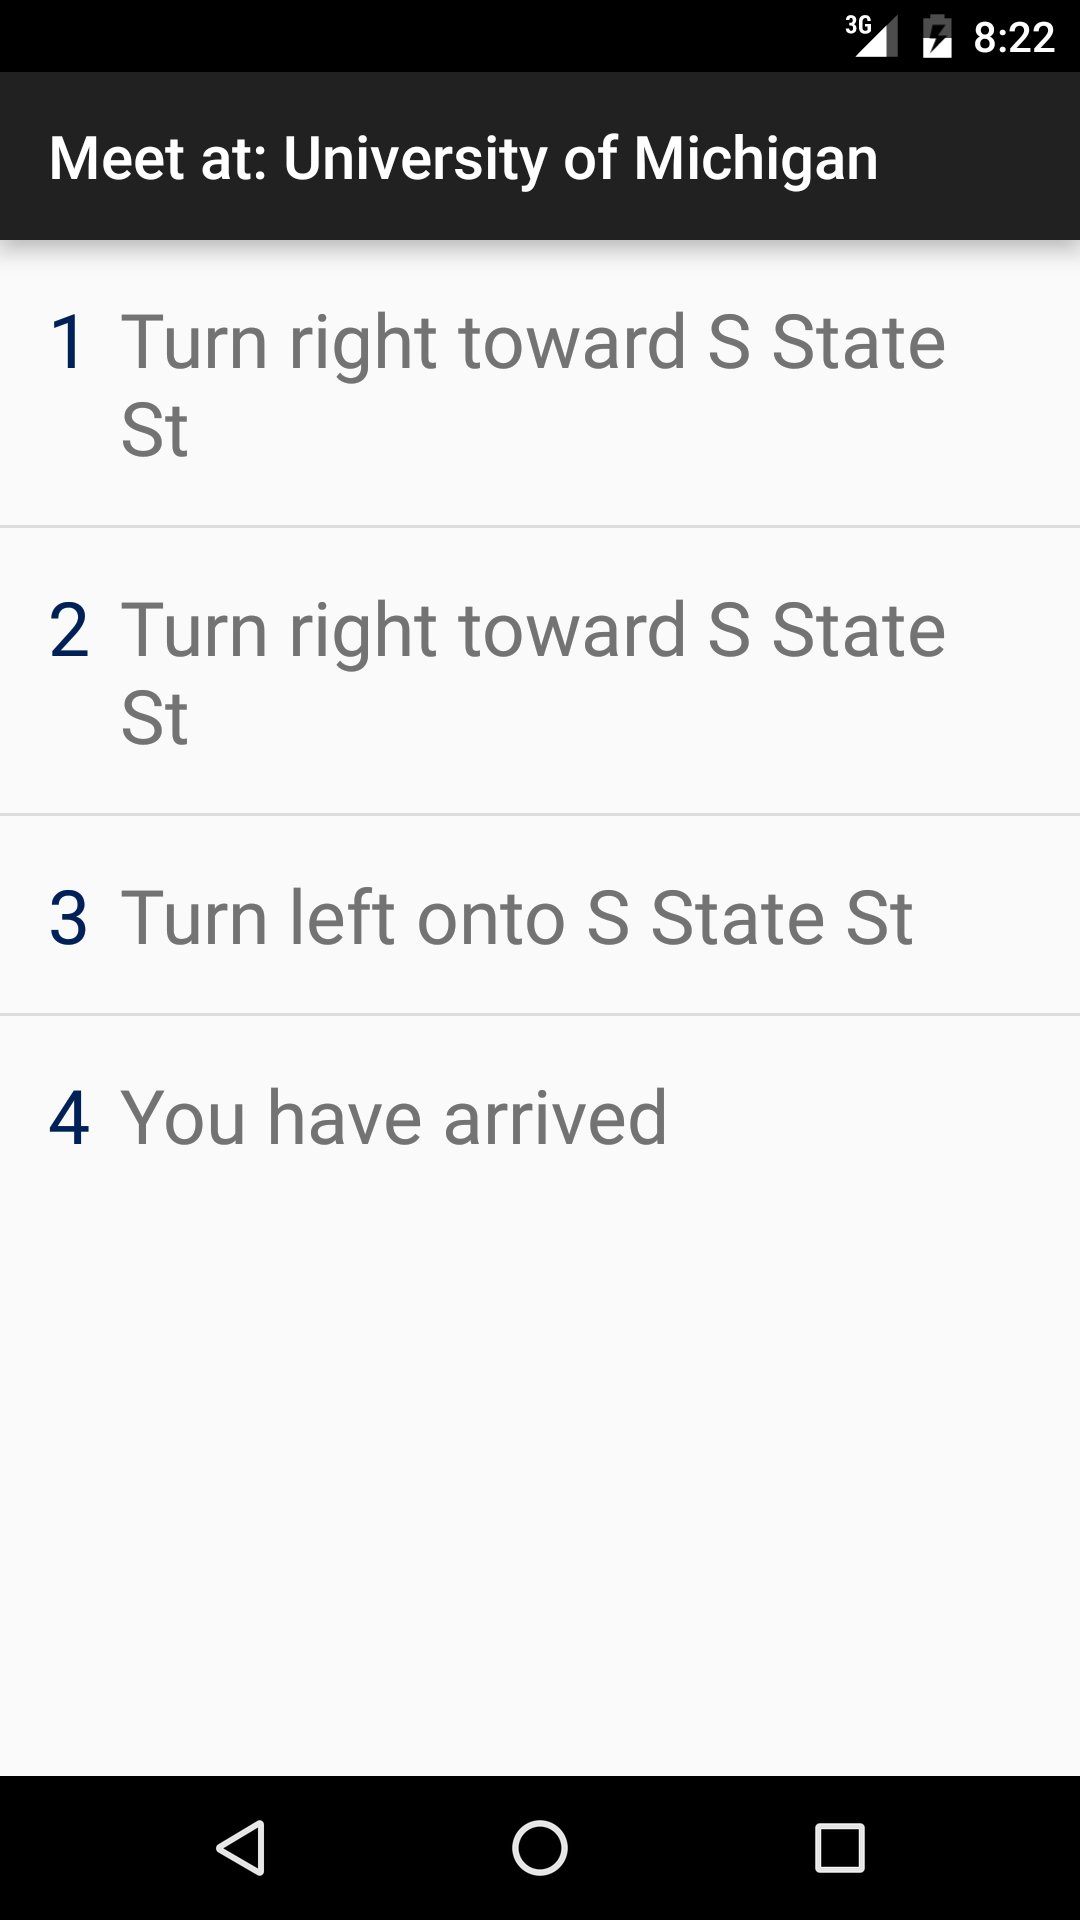 3G 8:22
Meet at: University of Michigan
1 Turn right toward S State
St
2 Turn right toward S State
St
3 Turn left onto S State St
4 You have arrived